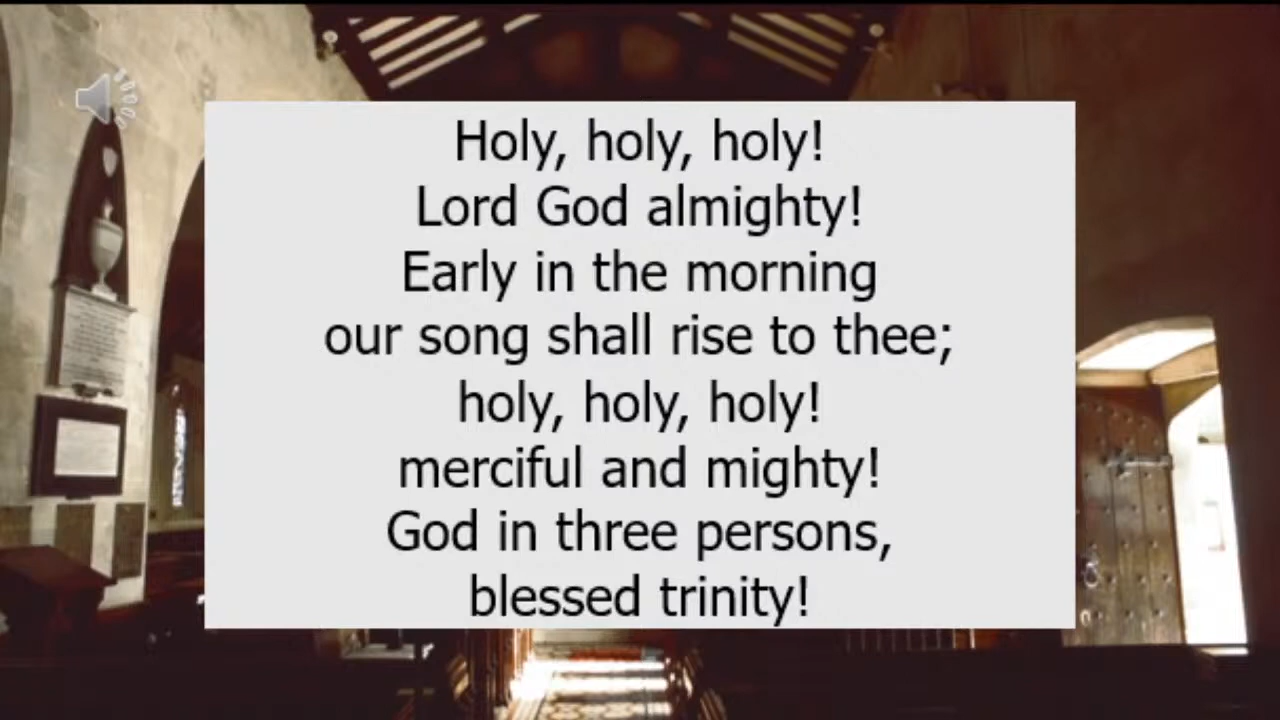 Holy, holy, holy!
Lord God almighty!
Early in the morning
our song shall rise to thee;
holy, holy, holy!
merciful and mighty!
God in three persons,
blessed trinity!